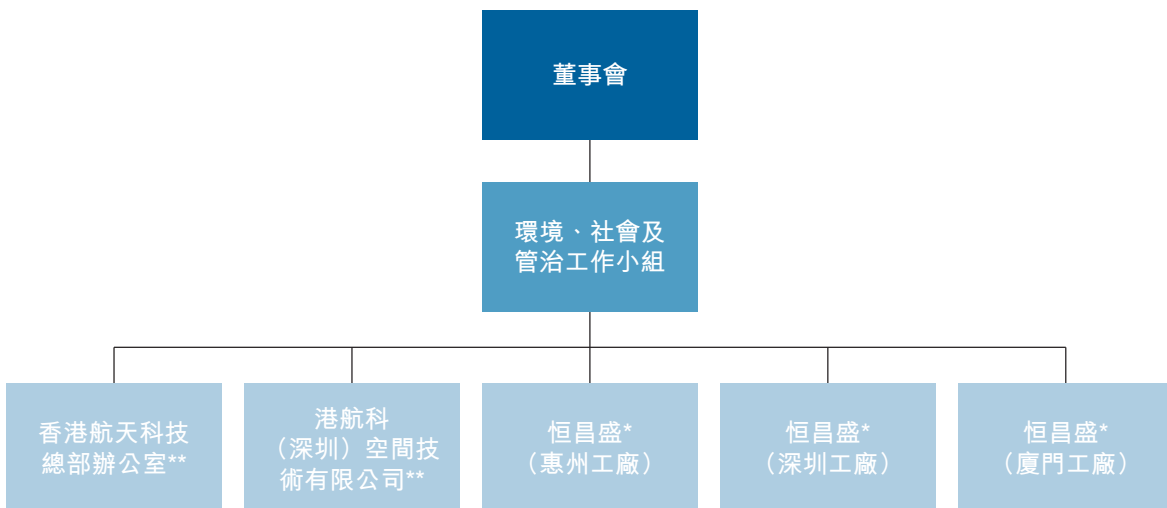 董事會
環境、社會及
管治工作小組
香港航天科技
總部辦公室**
港航科
（深圳）空間技
術有限公司**
恒昌盛*
（惠州工廠）
恒昌盛*
（深圳工廠）
恒昌盛*
（廈門工廠）